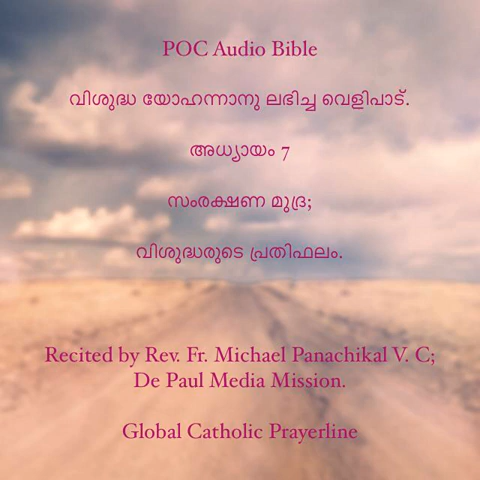 POC Audio Bible
വിശുദ്ധ യോഹന്നാനു ലഭിച്ച വെളിപാട്.
അധ്യായം 7
സംരക്ഷണ മുദ്ര;
വിശുദ്ധരുടെ പ്രതിഫലം.
Recited by Rev. Fr. Michael Panachikal V. C;
De Paul Media Mission.
Global Catholic Prayerline